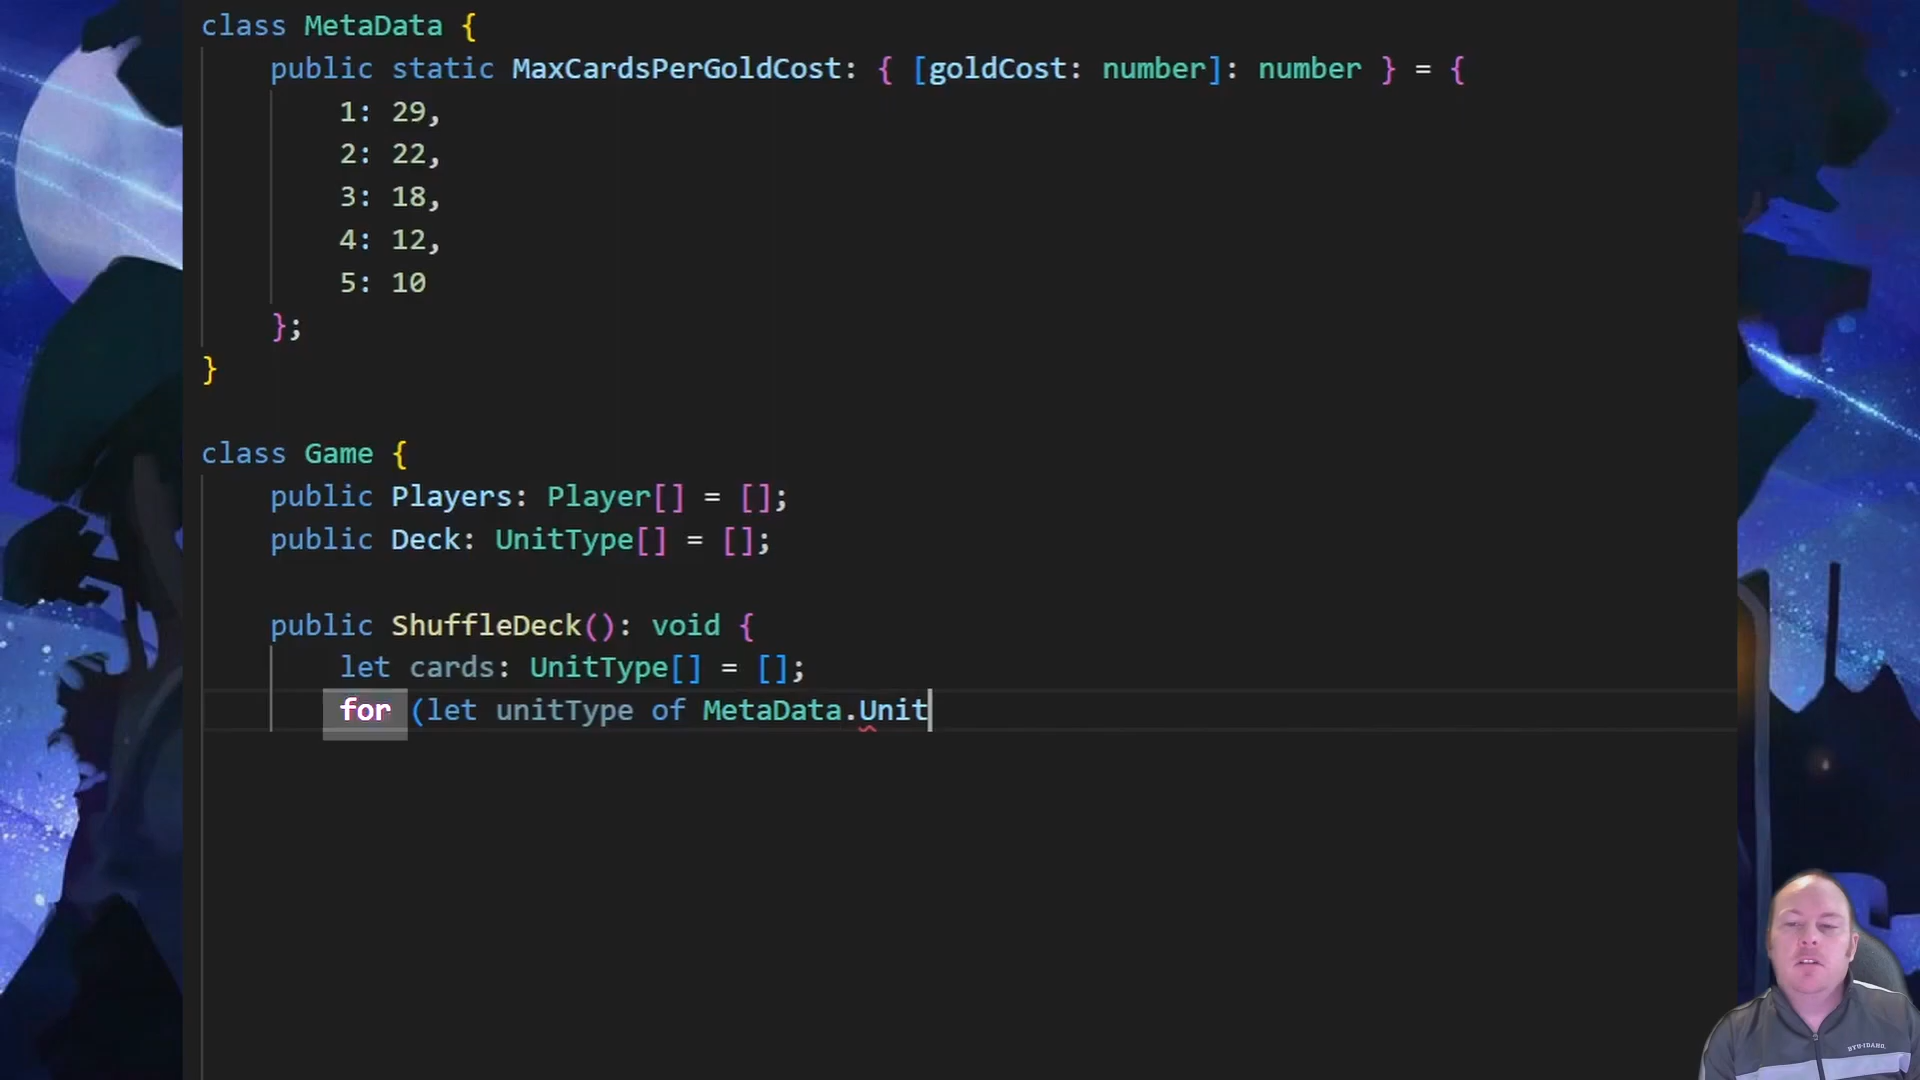 class MetaData {
    public static MaxCardsPerGoldCost: { [goldCost: number]: number } = {
        1: 29,
        2: 22,
        3: 18,
        4: 12,
        5: 10
    };
}
class Game {
    public Players: Player[] = [];
    public Deck: UnitType[] = [];
    public ShuffleDeck(): void {
        let cards: UnitType[] = [];
        for (let unitType of MetaData.Unit
BYU-IDAHO